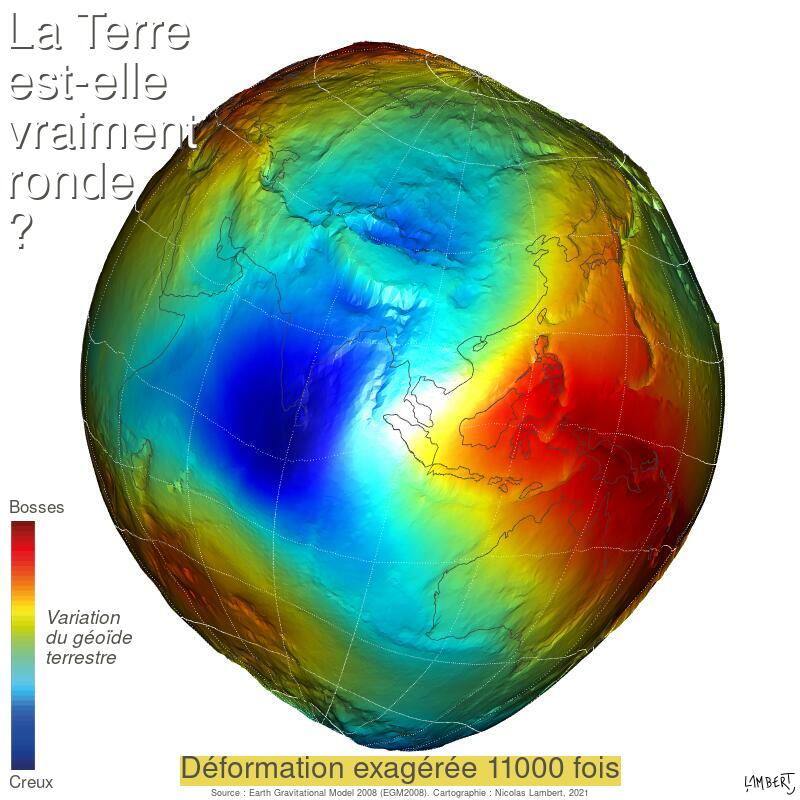 La Terre
est-elle
vraiment
ronde
?
Bosses
Variation
du géoïde
terrestre
Creux
Déformation exagérée 11000 fois
Source : Earth Gravitational Model 2008 (EGM2008). Cartographie : Nicolas Lambert, 2021
LAMBERT